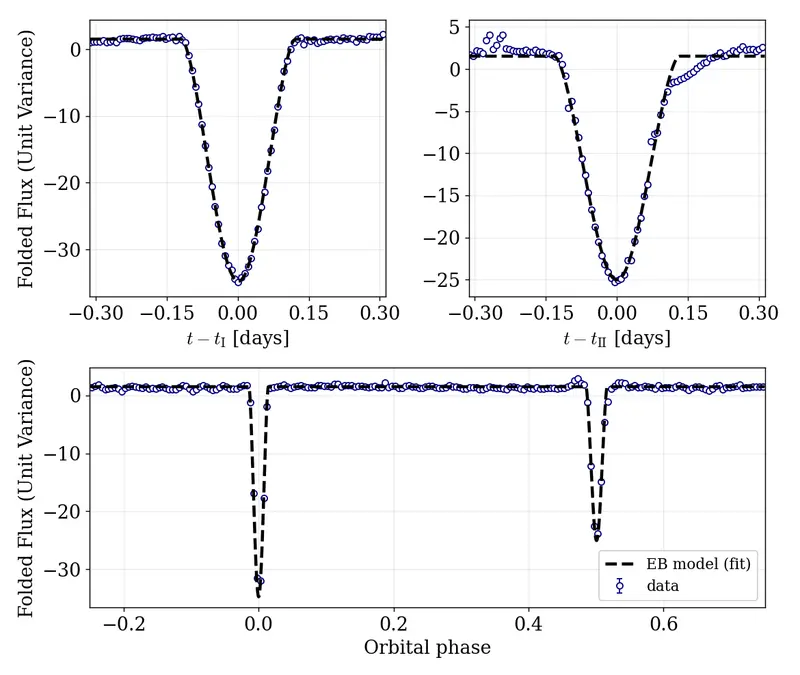 Folded Flux (Unit Variance)
0
−10
−20
−30
−0.30 −0.15 0.00 0.15 0.30
t − tI [days]
5
0
−5
−10
−15
−20
−25
−0.30 −0.15 0.00 0.15 0.30
t − tII [days]
Folded Flux (Unit Variance)
0
−10
−20
−30
−0.2 0.0 0.2 0.4 0.6
Orbital phase
EB model (fit)
data